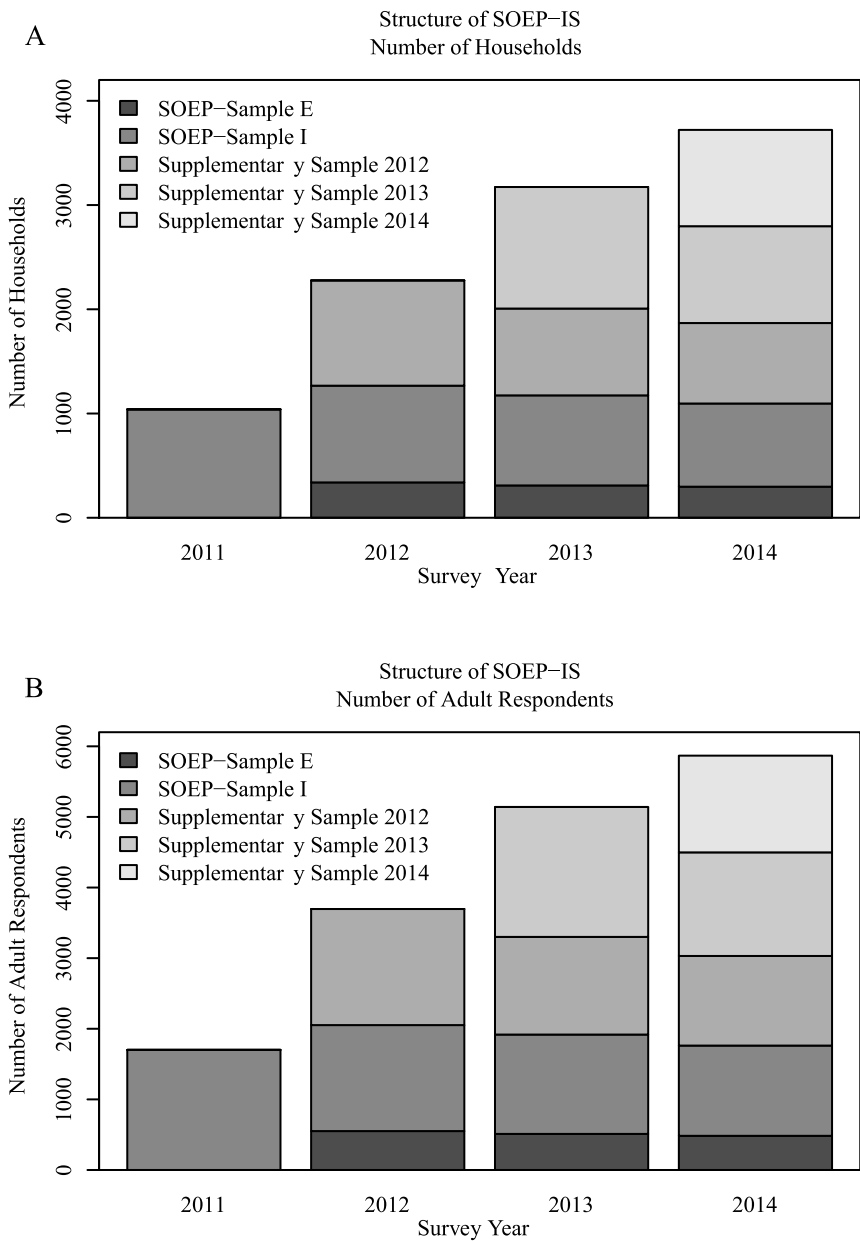 A
Structure of SOEP−IS
Number of Households
Number of Households
4000
3000
2000
1000
0
SOEP−Sample E
SOEP−Sample I
Supplementar y Sample 2012
Supplementar y Sample 2013
Supplementar y Sample 2014
2011 2012 2013 2014
Survey Year
B
Structure of SOEP−IS
Number of Adult Respondents
Number of Adult Respondents
6000
5000
4000
3000
2000
1000
0
SOEP−Sample E
SOEP−Sample I
Supplementar y Sample 2012
Supplementar y Sample 2013
Supplementar y Sample 2014
2011 2012 2013 2014
Survey Year